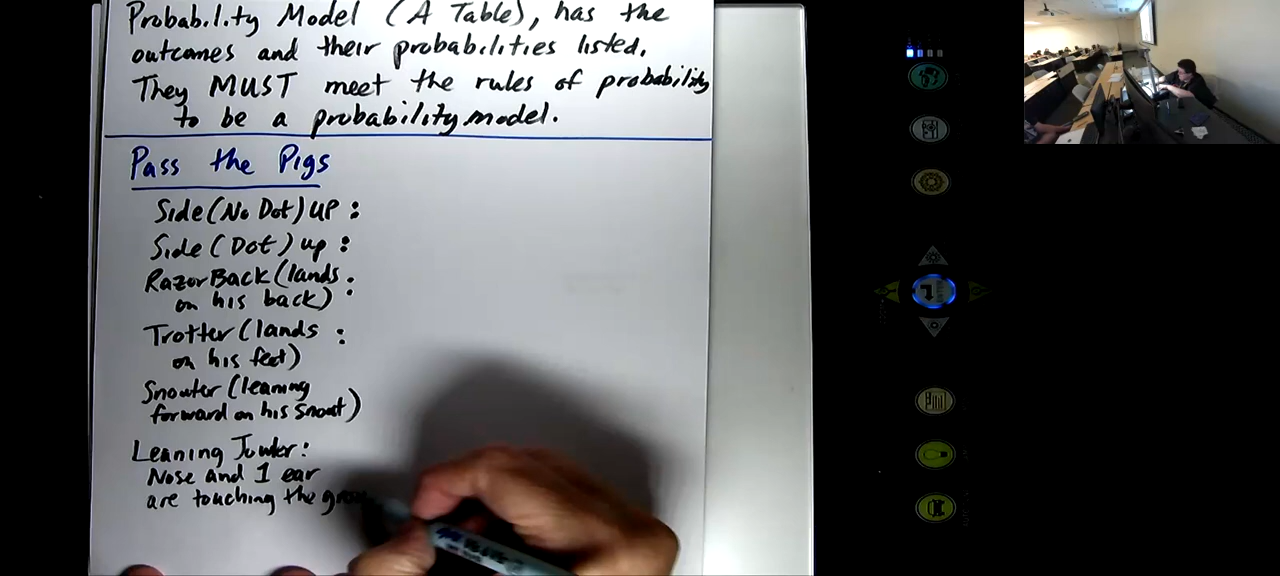 Probability Model (A Table), has the
outcomes and their probabilities listed.
They MUST meet the rules of probability
to be a probability model.
Pass the Pigs
Side (No Dot) UP :
Side (Dot) up :
RazorBack (lands :
on his back)
Trotter (lands :
on his feet)
Snouter (leaning
forward on his Snout)
Leaning Jowler:
Nose and 1 ear
are touching the